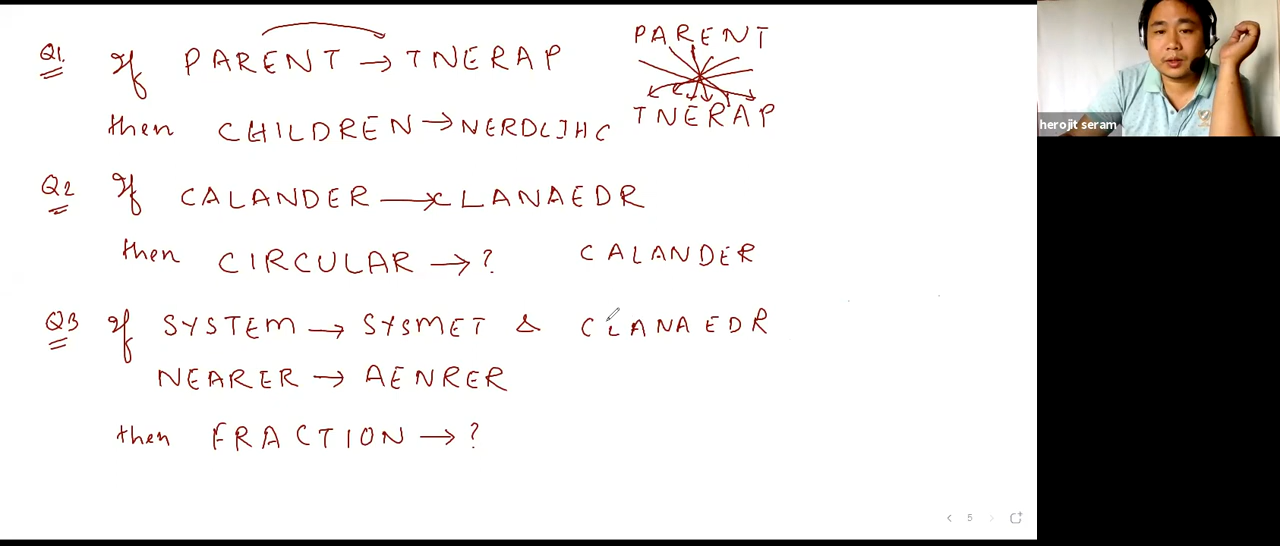 Q1. If PARENT → TNERAP
PARENT
TNERAP
then CHILDREN → NERDLIHC
Q2 If CALANDER → CLANAEDR
then CIRCULAR → ?
CALANDER
CLANAEDR
Q3 If SYSTEM → SYSMET &
NEARER → AENRER
then FRACTION → ?
herojit seram
5